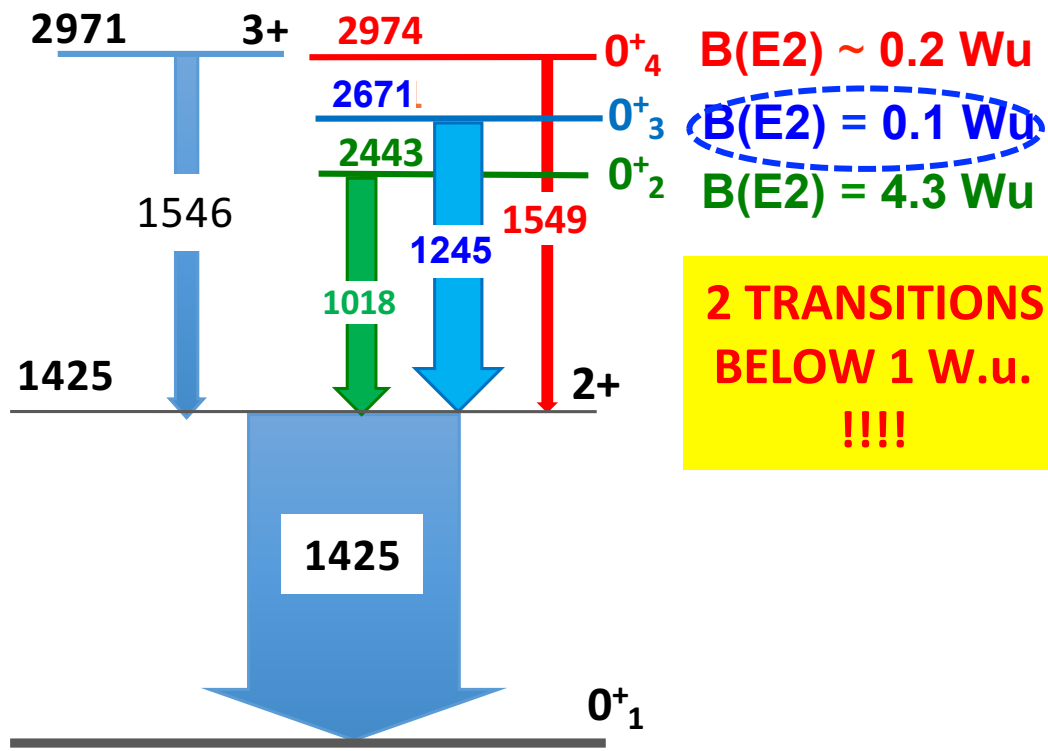 2971 3+ 2974 0⁺₄ B(E2) ~ 0.2 Wu
2671. 0⁺₃ B(E2) = 0.1 Wu
2443 0⁺₂ B(E2) = 4.3 Wu
1546 1549
1245
1018
2 TRANSITIONS
BELOW 1 W.u.
!!!!
1425 2+
1425
0⁺₁